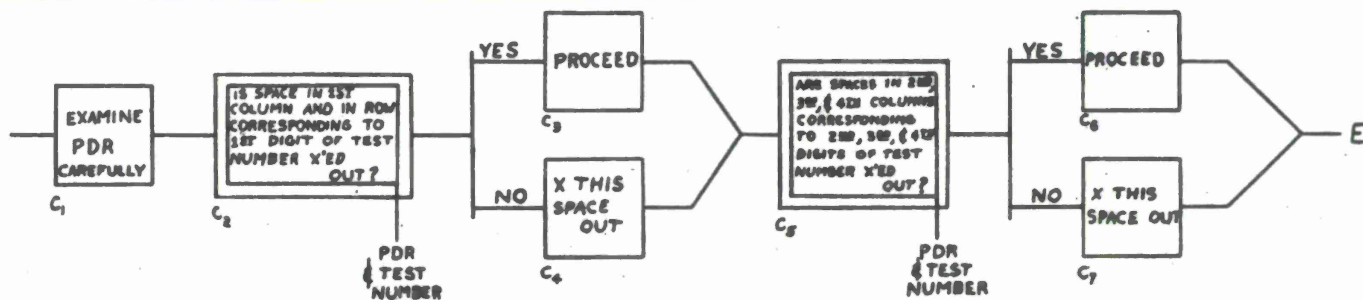 EXAMINE
PDR
CAREFULLY
C1
IS SPACE IN 1ST
COLUMN AND IN ROW
CORRESPONDING TO
1ST DIGIT OF TEST
NUMBER X'ED
OUT?
C2
PDR
& TEST
NUMBER
YES
PROCEED
C3
NO
X THIS
SPACE
OUT
C4
ARE SPACES IN 2ND,
3RD, & 4TH COLUMNS
CORRESPONDING
TO 2ND, 3RD, & 4TH
DIGITS OF TEST
NUMBER X'ED
OUT?
C5
PDR
& TEST
NUMBER
YES
PROCEED
C6
NO
X THIS
SPACE OUT
C7
E